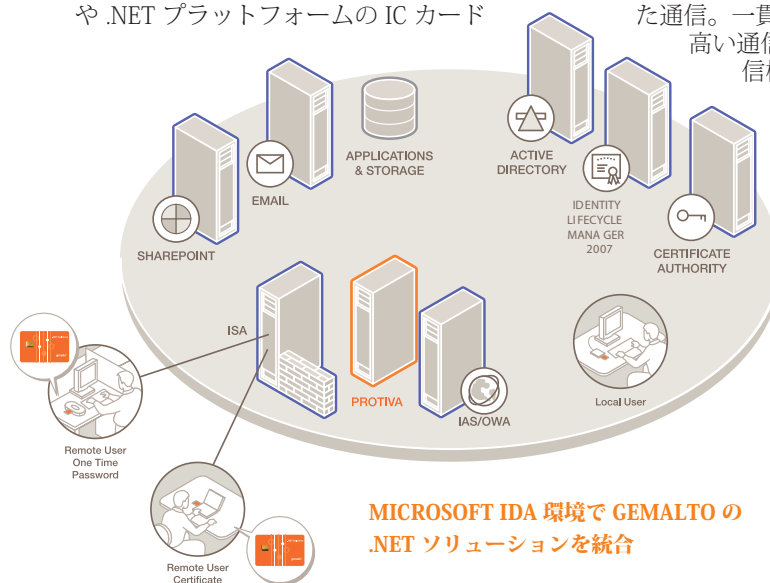 や .NET プラットフォームの IC カード
た通信。一貫
高い通信
信
APPLICATIONS
& STORAGE
ACTIVE
DIRECTORY
EMAIL
IDENTITY
LIFECYCLE
MANA GER
2007
SHAREPOINT
CERTIFICATE
AUTHORITY
ISA
PROTIVA
IAS/OWA
Local User
Remote User
One Time
Password
Remote User
Certificate
MICROSOFT IDA 環境で GEMALTO の
.NET ソリューションを統合